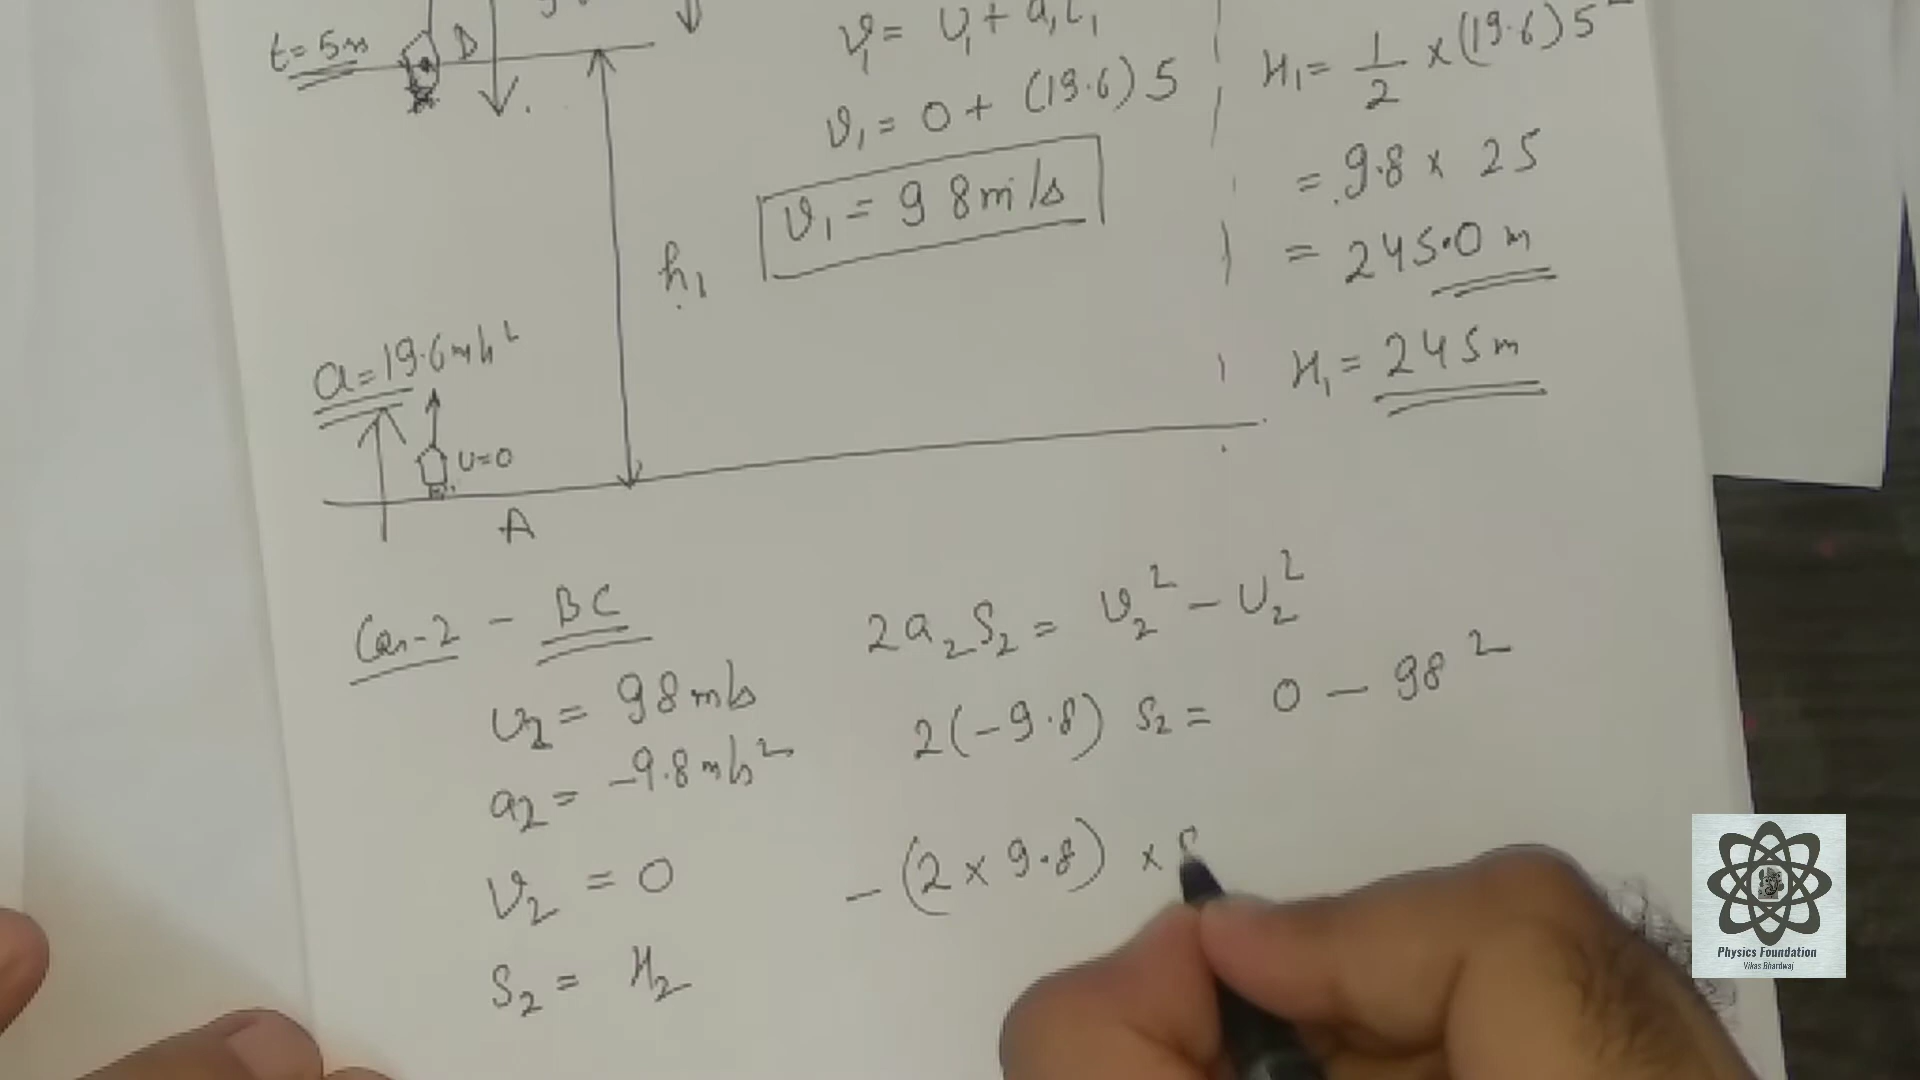 t = 5s
B
v₁ = u₁ + a₁t₁
v₁ = 0 + (19.6) 5
v₁ = 98 m/s
h₁
a = 19.6 m/s²
u = 0
A
H₁ = 1/2 × (19.6) 5²
= 9.8 × 25
= 245.0 m
H₁ = 245 m
Case-2 - BC
u₂ = 98 m/s
a₂ = -9.8 m/s²
v₂ = 0
S₂ = H₂
2a₂S₂ = v₂² - u₂²
2(-9.8) S₂ = 0 - 98²
-(2 × 9.8) × S
Physics Foundation
Vikas Bhardwaj